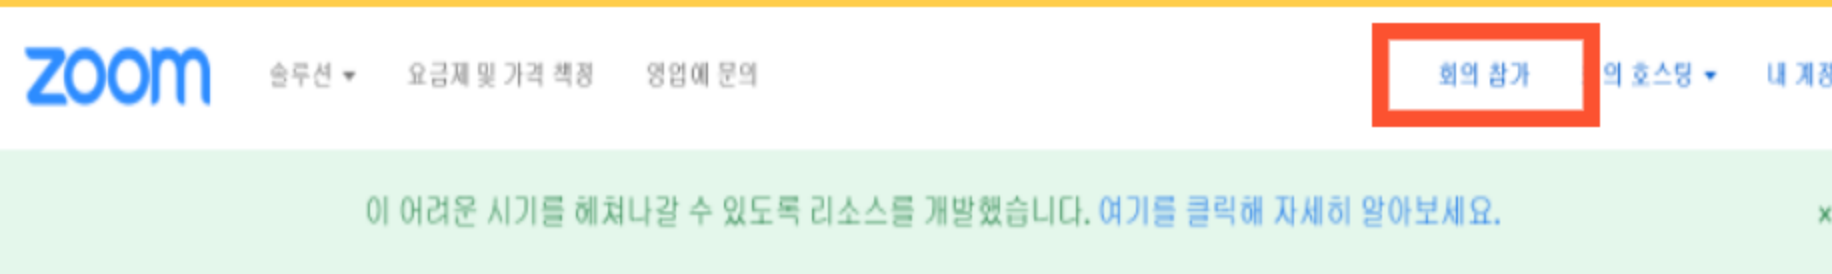 zoom 솔루션 요금제 및 가격 책정 영업에 문의 회의 참가 의 호스팅 내 계정
이 어려운 시기를 헤쳐나갈 수 있도록 리소스를 개발했습니다. 여기를 클릭해 자세히 알아보세요. ×